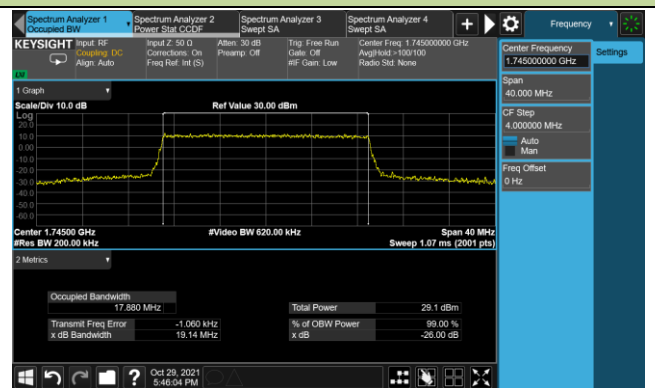 Spectrum Analyzer 1
Occupied BW
Spectrum Analyzer 2
Power Stat CCDF
Spectrum Analyzer 3
Swept SA
Spectrum Analyzer 4
Swept SA
+
Frequency
KEYSIGHT
Input: RF
Coupling: DC
Align: Auto
Input Z: 50 Ω
Corrections: On
Freq Ref: Int (S)
Atten: 30 dB
Preamp: Off
Trig: Free Run
Gate: Off
#IF Gain: Low
Center Freq: 1.745000000 GHz
Avg|Hold:>100/100
Radio Std: None
Center Frequency
1.745000000 GHz
Settings
Span
40.000 MHz
CF Step
4.000000 MHz
Auto
Man
Freq Offset
0 Hz
1 Graph
Scale/Div 10.0 dB
Ref Value 30.00 dBm
Log
20.0
10.0
0.00
-10.0
-20.0
-30.0
-40.0
-50.0
-60.0
Center 1.74500 GHz
#Video BW 620.00 kHz
Span 40 MHz
#Res BW 200.00 kHz
Sweep 1.07 ms (2001 pts)
2 Metrics
Occupied Bandwidth
17.880 MHz
Total Power
29.1 dBm
Transmit Freq Error
-1.060 kHz
% of OBW Power
99.00 %
x dB Bandwidth
19.14 MHz
x dB
-26.00 dB
?
Oct 29, 2021
5:46:04 PM